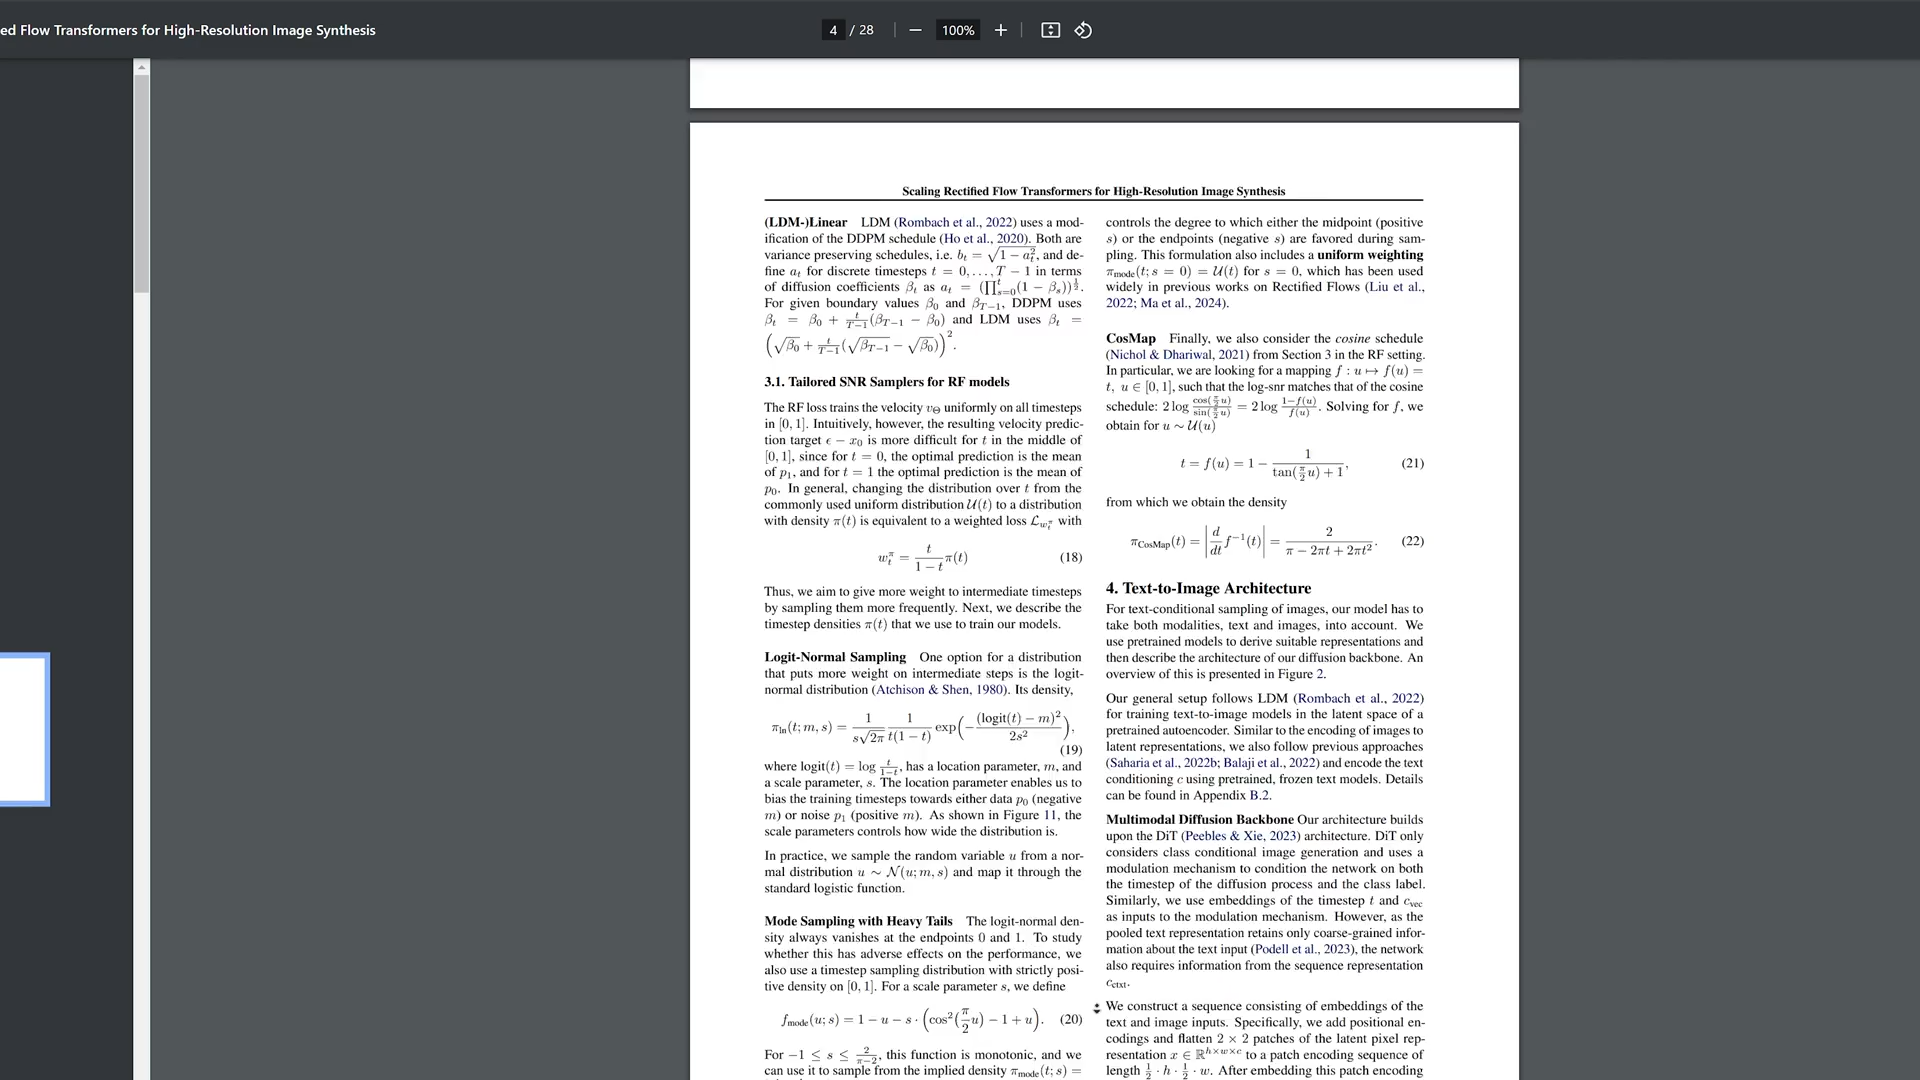 ed Flow Transformers for High-Resolution Image Synthesis
4 / 28
100%
Scaling Rectified Flow Transformers for High-Resolution Image Synthesis
(LDM-)Linear LDM (Rombach et al., 2022) uses a mod-
ification of the DDPM schedule (Ho et al., 2020). Both are
variance preserving schedules, i.e. b_t = √(1 − a_t^2), and de-
fine a_t for discrete timesteps t = 0, . . . , T − 1 in terms
of diffusion coefficients β_t as a_t = (∏_{s=0}^t (1 − β_s))^{1/2}.
For given boundary values β_0 and β_{T−1}, DDPM uses
β_t = β_0 + t/(T−1) (β_{T−1} − β_0) and LDM uses β_t =
(√β_0 + t/(T−1) (√β_{T−1} − √β_0))^2.
3.1. Tailored SNR Samplers for RF models
The RF loss trains the velocity v_Θ uniformly on all timesteps
in [0, 1]. Intuitively, however, the resulting velocity predic-
tion target ϵ − x_0 is more difficult for t in the middle of
[0, 1], since for t = 0, the optimal prediction is the mean
of p_1, and for t = 1 the optimal prediction is the mean of
p_0. In general, changing the distribution over t from the
commonly used uniform distribution U(t) to a distribution
with density π(t) is equivalent to a weighted loss L_{w_t^π} with
w_t^π = t/(1 − t) π(t) (18)
Thus, we aim to give more weight to intermediate timesteps
by sampling them more frequently. Next, we describe the
timestep densities π(t) that we use to train our models.
Logit-Normal Sampling One option for a distribution
that puts more weight on intermediate steps is the logit-
normal distribution (Atchison & Shen, 1980). Its density,
π_ln(t; m, s) = 1/(s√2π) 1/(t(1 − t)) exp(−(logit(t) − m)^2/(2s^2)),
(19)
where logit(t) = log t/(1−t), has a location parameter, m, and
a scale parameter, s. The location parameter enables us to
bias the training timesteps towards either data p_0 (negative
m) or noise p_1 (positive m). As shown in Figure 11, the
scale parameters controls how wide the distribution is.
In practice, we sample the random variable u from a nor-
mal distribution u ∼ N(u; m, s) and map it through the
standard logistic function.
Mode Sampling with Heavy Tails The logit-normal den-
sity always vanishes at the endpoints 0 and 1. To study
whether this has adverse effects on the performance, we
also use a timestep sampling distribution with strictly posi-
tive density on [0, 1]. For a scale parameter s, we define
f_mode(u; s) = 1 − u − s · (cos^2(π/2 u) − 1 + u). (20)
For −1 ≤ s ≤ 2/(π−2), this function is monotonic, and we
can use it to sample from the implied density π_mode(t; s) =
controls the degree to which either the midpoint (positive
s) or the endpoints (negative s) are favored during sam-
pling. This formulation also includes a uniform weighting
π_mode(t; s = 0) = U(t) for s = 0, which has been used
widely in previous works on Rectified Flows (Liu et al.,
2022; Ma et al., 2024).
CosMap Finally, we also consider the cosine schedule
(Nichol & Dhariwal, 2021) from Section 3 in the RF setting.
In particular, we are looking for a mapping f : u ↦ f(u) =
t, u ∈ [0, 1], such that the log-snr matches that of the cosine
schedule: 2 log cos(π/2 u)/sin(π/2 u) = 2 log (1−f(u))/f(u). Solving for f, we
obtain for u ∼ U(u)
t = f(u) = 1 − 1/(tan(π/2 u) + 1), (21)
from which we obtain the density
π_CosMap(t) = |d/dt f^{−1}(t)| = 2/(π − 2πt + 2πt^2). (22)
4. Text-to-Image Architecture
For text-conditional sampling of images, our model has to
take both modalities, text and images, into account. We
use pretrained models to derive suitable representations and
then describe the architecture of our diffusion backbone. An
overview of this is presented in Figure 2.
Our general setup follows LDM (Rombach et al., 2022)
for training text-to-image models in the latent space of a
pretrained autoencoder. Similar to the encoding of images to
latent representations, we also follow previous approaches
(Saharia et al., 2022b; Balaji et al., 2022) and encode the text
conditioning c using pretrained, frozen text models. Details
can be found in Appendix B.2.
Multimodal Diffusion Backbone Our architecture builds
upon the DiT (Peebles & Xie, 2023) architecture. DiT only
considers class conditional image generation and uses a
modulation mechanism to condition the network on both
the timestep of the diffusion process and the class label.
Similarly, we use embeddings of the timestep t and c_vec
as inputs to the modulation mechanism. However, as the
pooled text representation retains only coarse-grained infor-
mation about the text input (Podell et al., 2023), the network
also requires information from the sequence representation
c_ctxt.
We construct a sequence consisting of embeddings of the
text and image inputs. Specifically, we add positional en-
codings and flatten 2 × 2 patches of the latent pixel rep-
resentation x ∈ R^{h×w×c} to a patch encoding sequence of
length 1/2 · h · 1/2 · w. After embedding this patch encoding